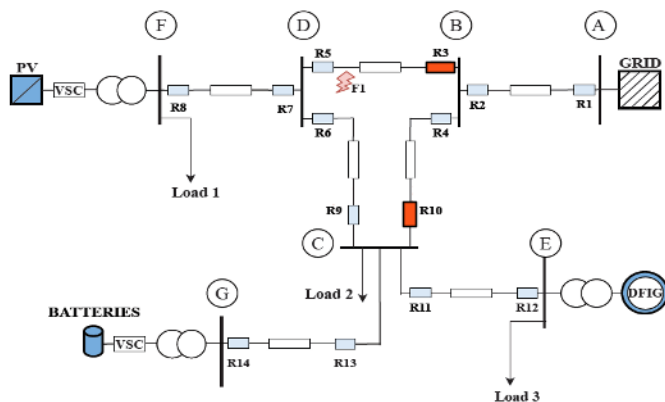 F
D
B
A
PV
R5
R3
GRID
VSC
F1
R8
R7
R2
R1
R6
R4
Load 1
R9
R10
C
E
Load 2
G
DFIG
BATTERIES
R11
R12
VSC
R14
R13
Load 3